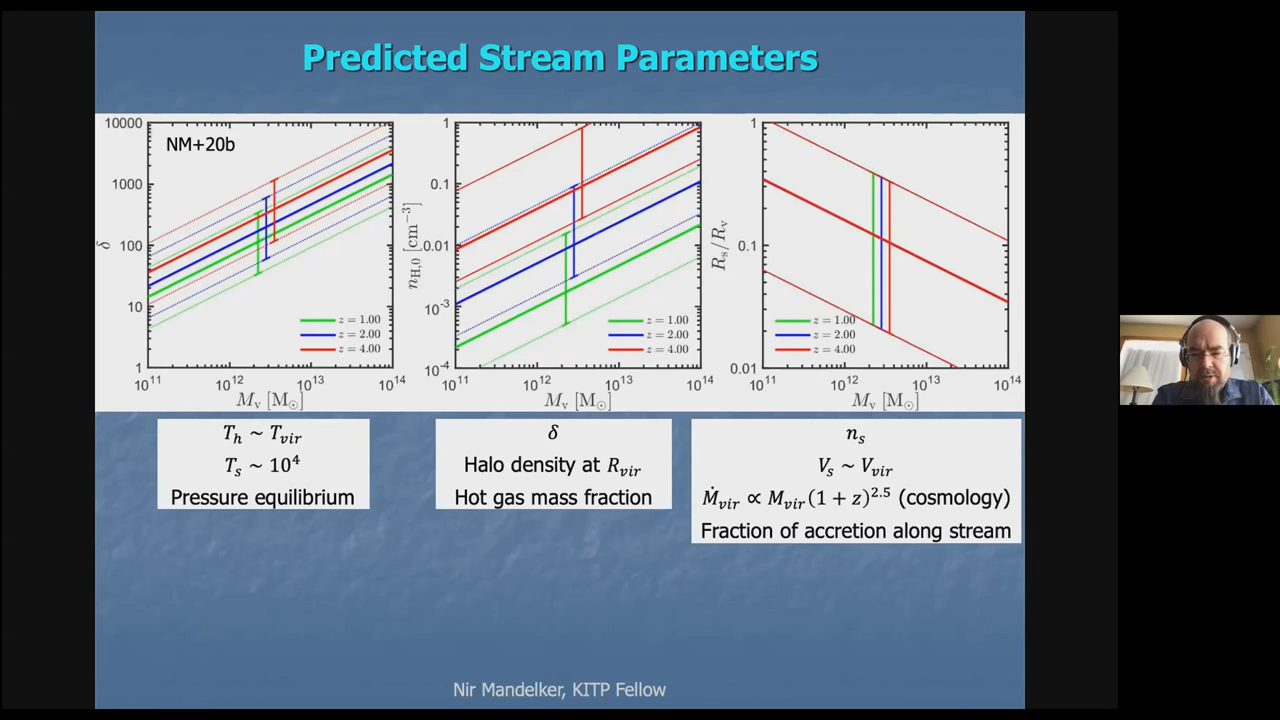 Predicted Stream Parameters
NM+20b
10000
1000
100
10
1
δ
z = 1.00
z = 2.00
z = 4.00
10^11 10^12 10^13 10^14
M_v [M_⊙]
1
0.1
0.01
10^-3
10^-4
n_H,0 [cm^-3]
z = 1.00
z = 2.00
z = 4.00
10^11 10^12 10^13 10^14
M_v [M_⊙]
1
0.1
0.01
R_s/R_v
z = 1.00
z = 2.00
z = 4.00
10^11 10^12 10^13 10^14
M_v [M_⊙]
T_h ~ T_vir
T_s ~ 10^4
Pressure equilibrium
δ
Halo density at R_vir
Hot gas mass fraction
n_s
V_s ~ V_vir
Ṁ_vir ∝ M_vir(1 + z)^2.5 (cosmology)
Fraction of accretion along stream
Nir Mandelker, KITP Fellow